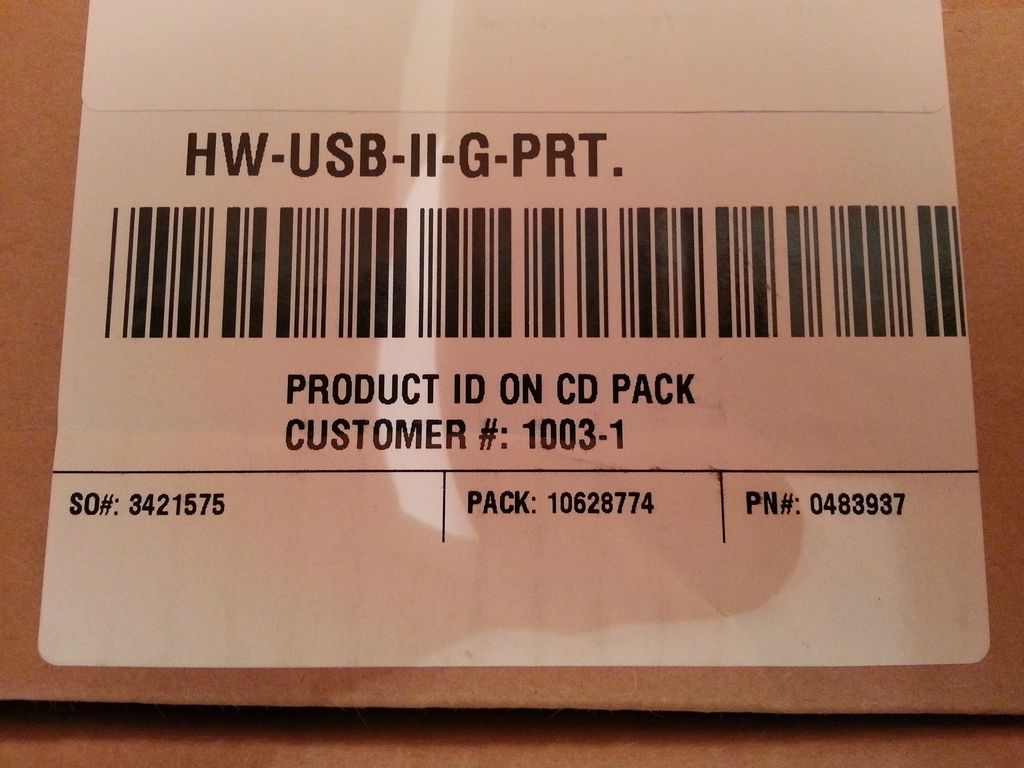 HW-USB-II-G-PRT.
PRODUCT ID ON CD PACK
CUSTOMER #: 1003-1
SO#: 3421575 PACK: 10628774 PN#: 0483937